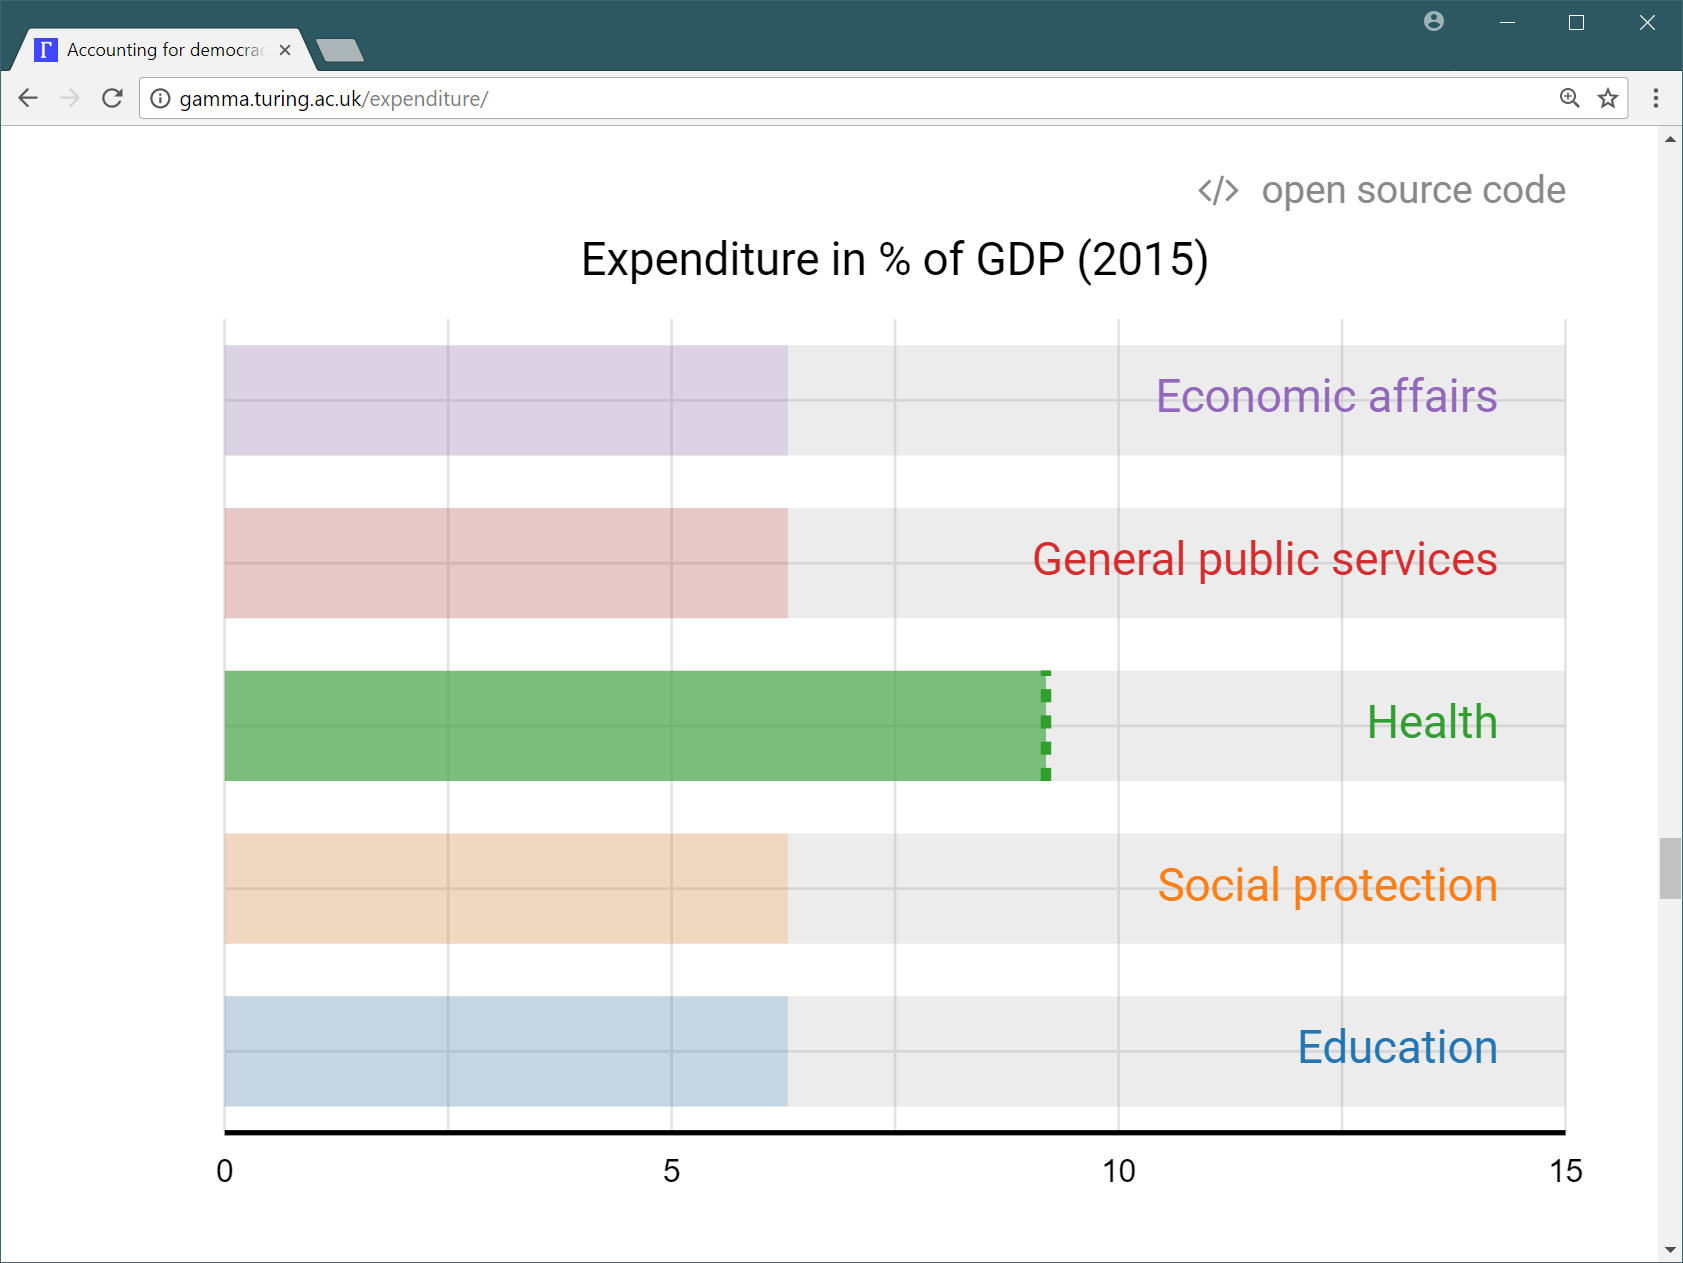 Accounting for democrac
gamma.turing.ac.uk/expenditure/
</> open source code
Expenditure in % of GDP (2015)
Economic affairs
General public services
Health
Social protection
Education
0 5 10 15